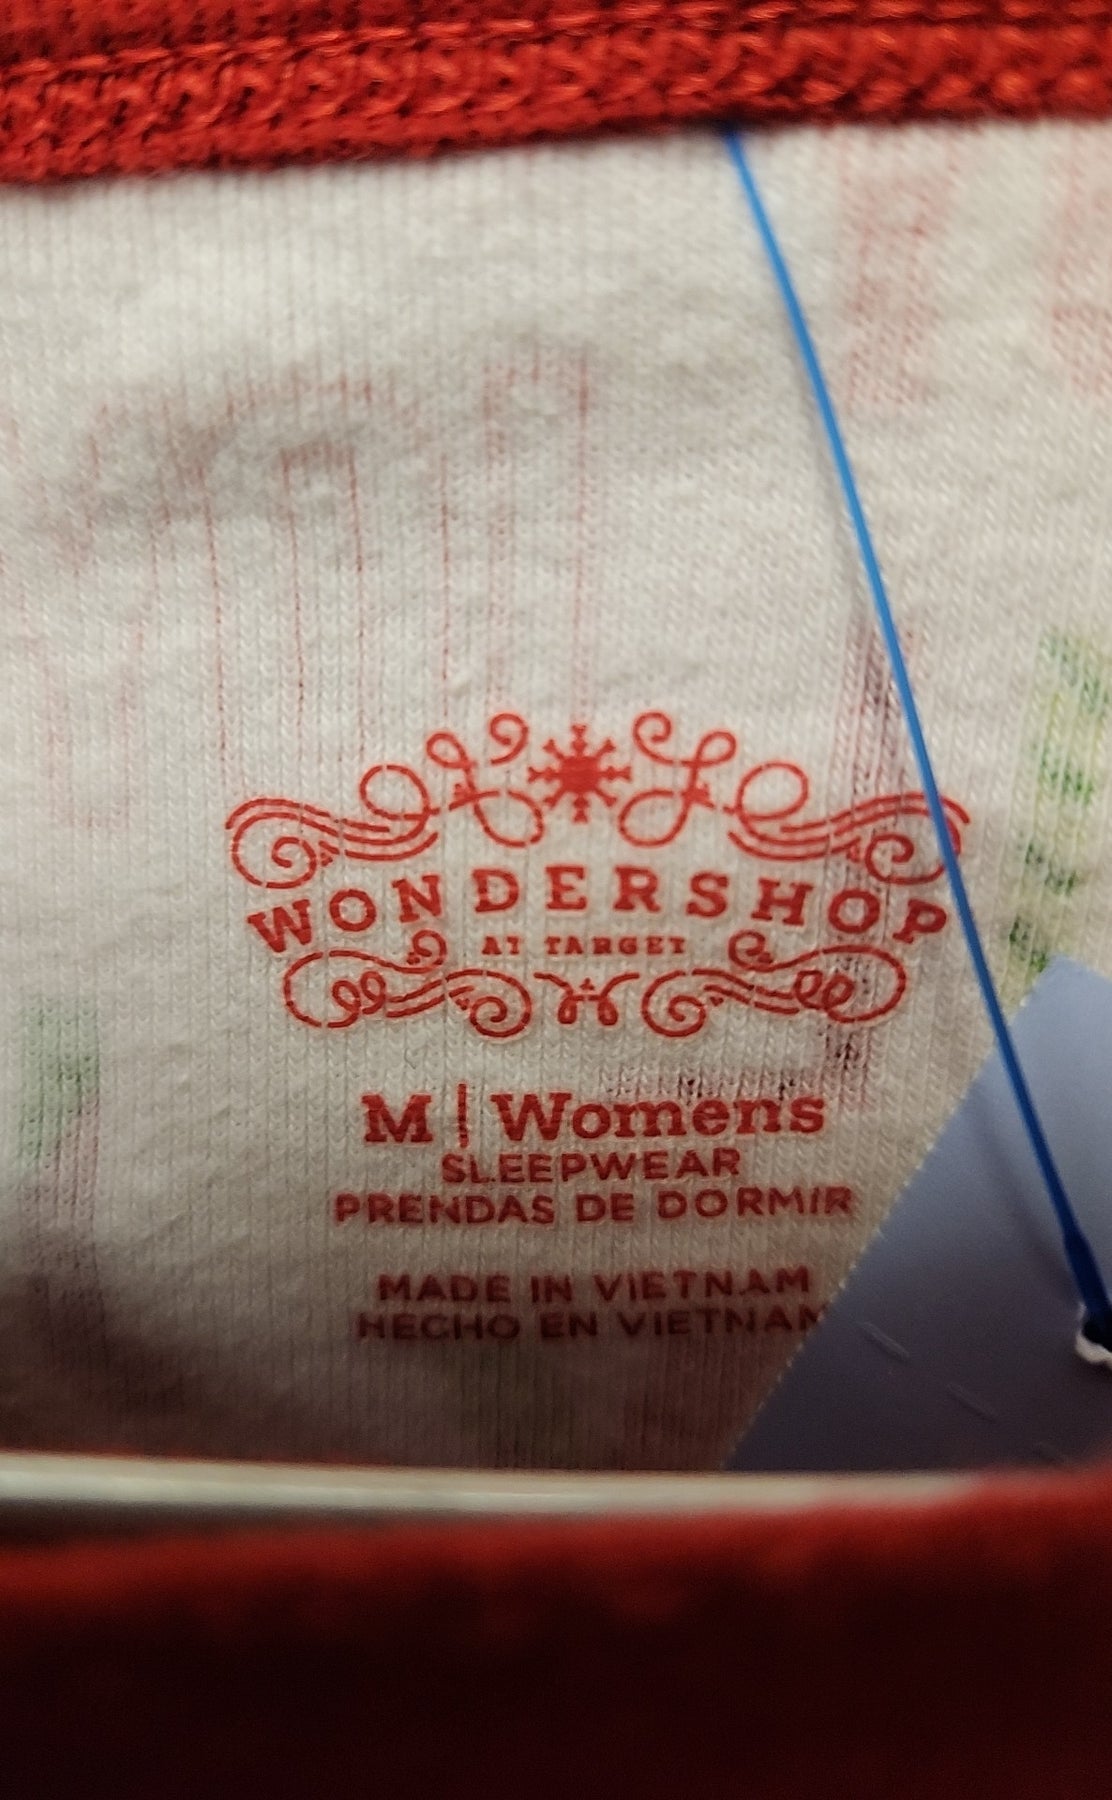 WONDERSHOP
AT TARGET
M | Womens
SLEEPWEAR
PRENDAS DE DORMIR
MADE IN VIETNAM
HECHO EN VIETNAM